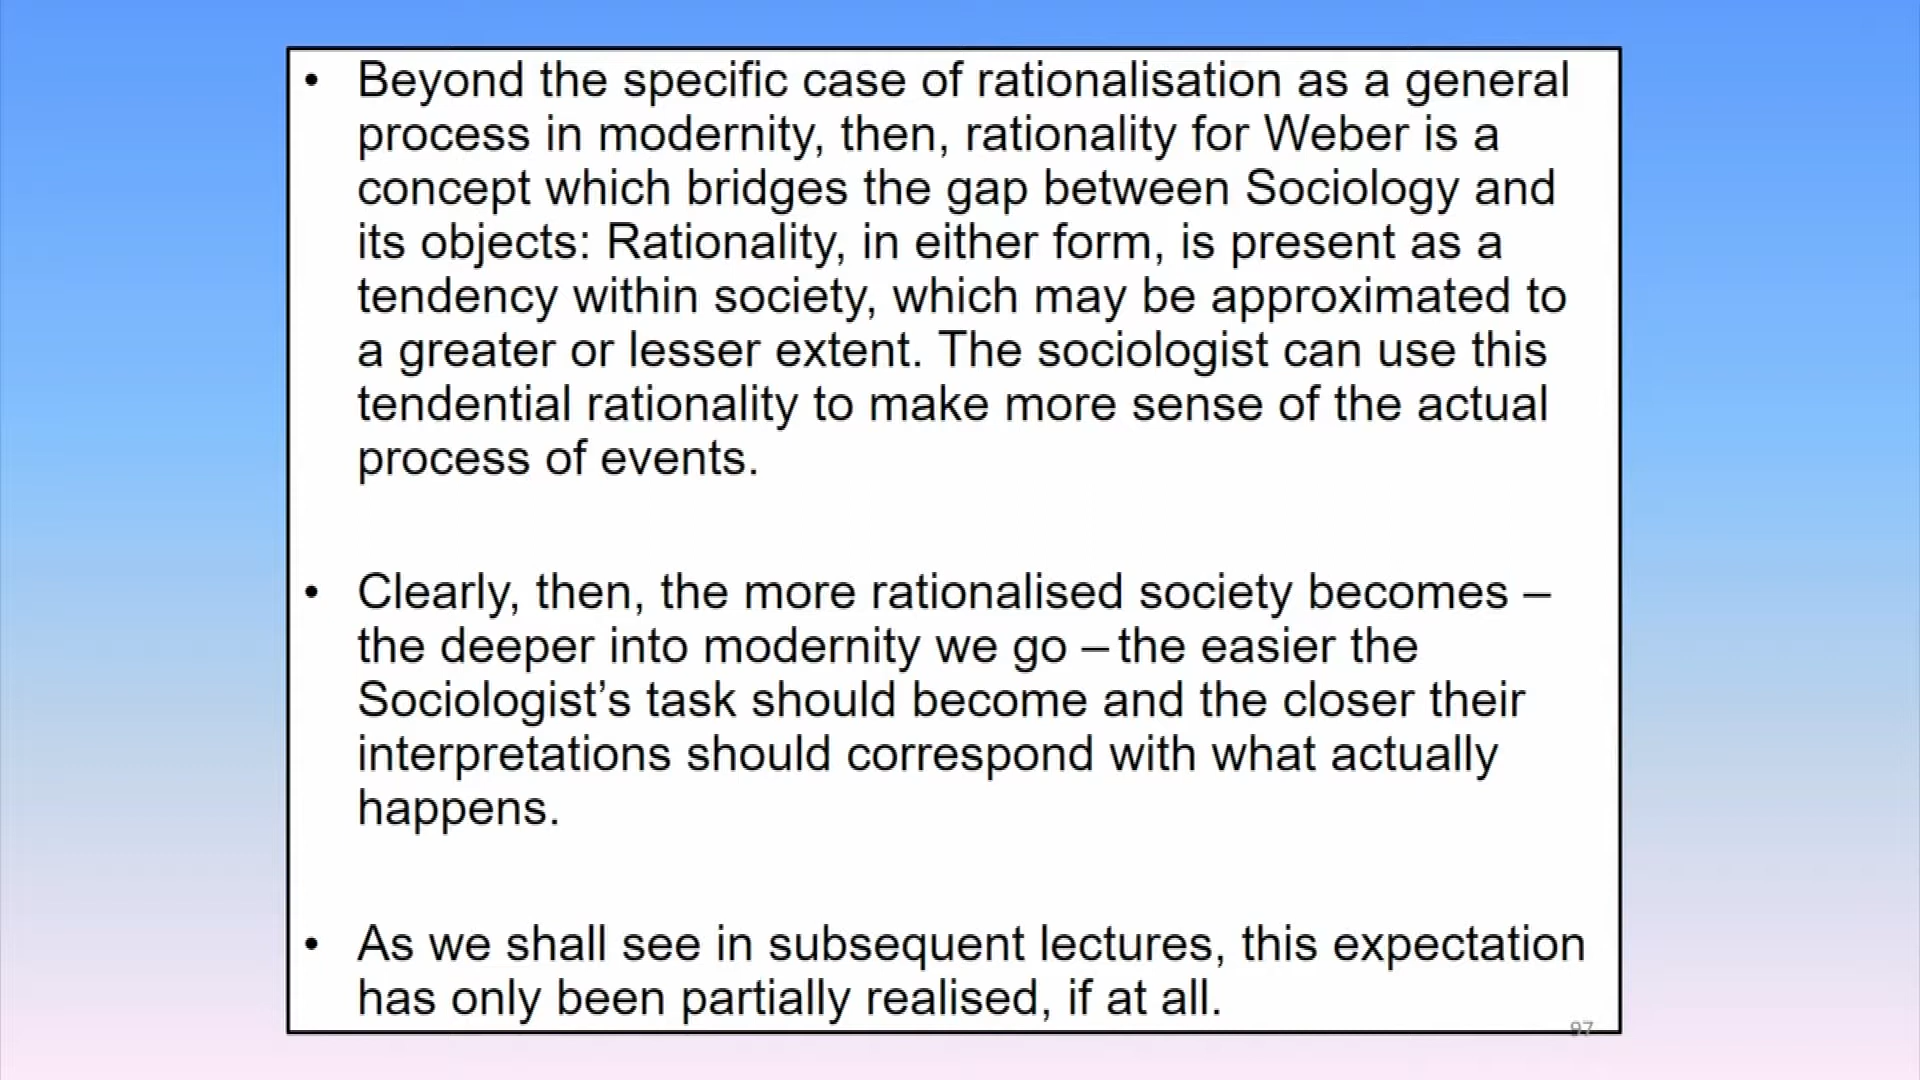 • Beyond the specific case of rationalisation as a general
process in modernity, then, rationality for Weber is a
concept which bridges the gap between Sociology and
its objects: Rationality, in either form, is present as a
tendency within society, which may be approximated to
a greater or lesser extent. The sociologist can use this
tendential rationality to make more sense of the actual
process of events.
• Clearly, then, the more rationalised society becomes –
the deeper into modernity we go – the easier the
Sociologist’s task should become and the closer their
interpretations should correspond with what actually
happens.
• As we shall see in subsequent lectures, this expectation
has only been partially realised, if at all.
97